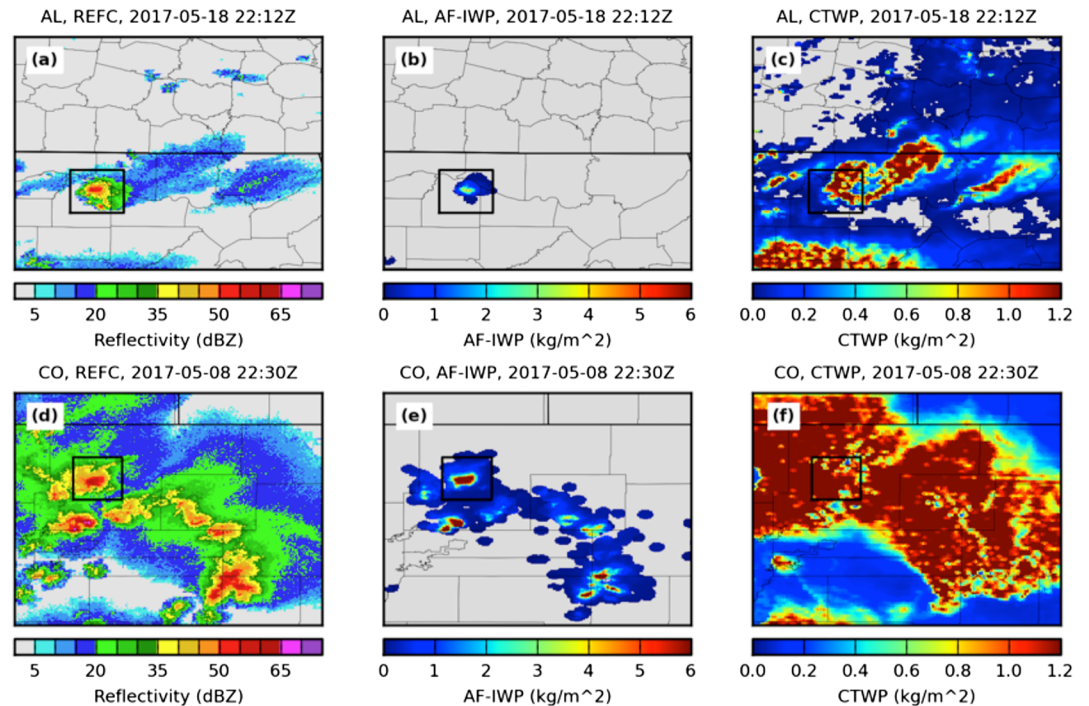 AL, REFC, 2017-05-18 22:12Z
AL, AF-IWP, 2017-05-18 22:12Z
AL, CTWP, 2017-05-18 22:12Z
(a)
(b)
(c)
5 20 35 50 65
0 1 2 3 4 5 6
0.0 0.2 0.4 0.6 0.8 1.0 1.2
Reflectivity (dBZ)
AF-IWP (kg/m^2)
CTWP (kg/m^2)
CO, REFC, 2017-05-08 22:30Z
CO, AF-IWP, 2017-05-08 22:30Z
CO, CTWP, 2017-05-08 22:30Z
(d)
(e)
(f)
5 20 35 50 65
0 1 2 3 4 5 6
0.0 0.2 0.4 0.6 0.8 1.0 1.2
Reflectivity (dBZ)
AF-IWP (kg/m^2)
CTWP (kg/m^2)